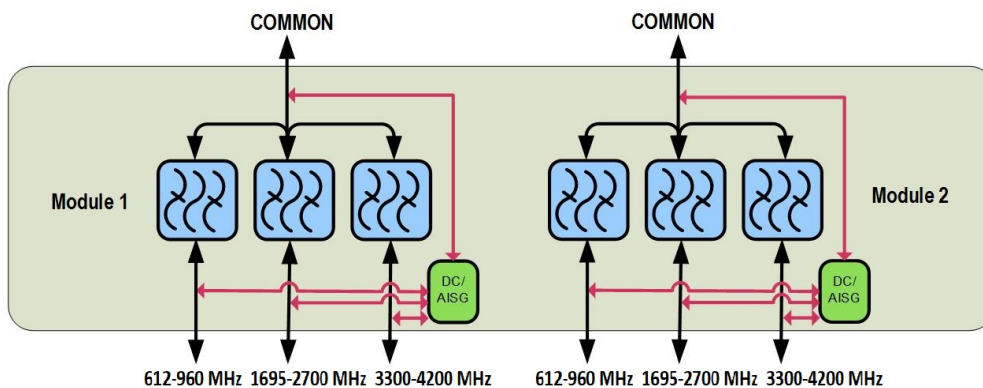 COMMON COMMON
Module 1 Module 2
DC/ DC/
AISG AISG
612-960 MHz 1695-2700 MHz 3300-4200 MHz 612-960 MHz 1695-2700 MHz 3300-4200 MHz